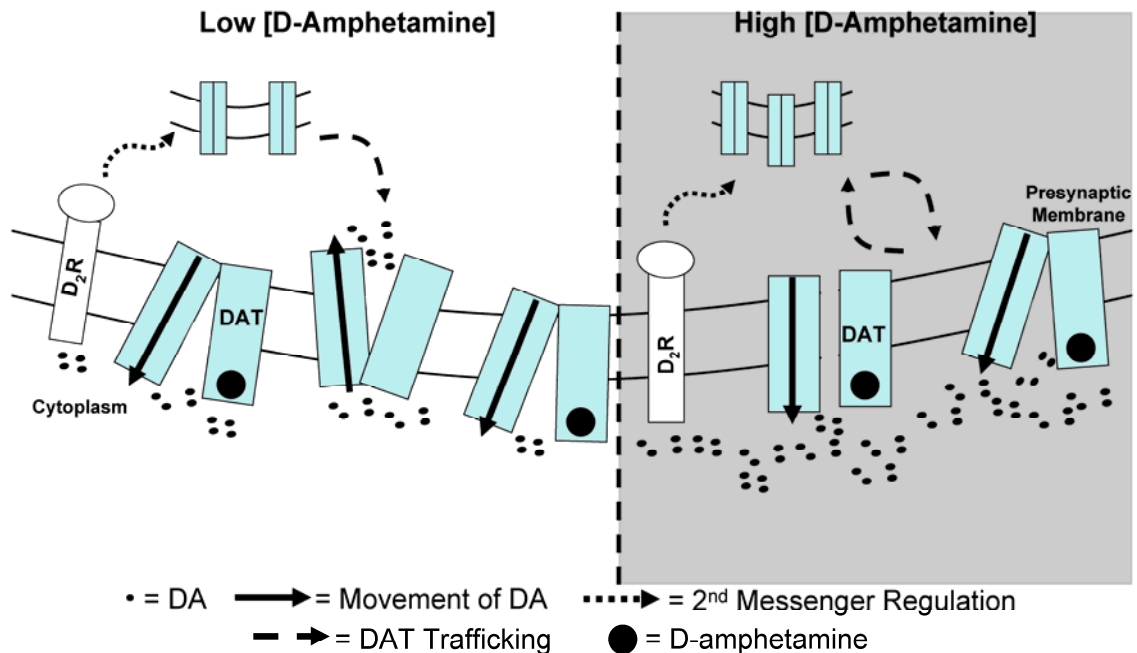 Low [D-Amphetamine]
High [D-Amphetamine]
Presynaptic
Membrane
D₂R
DAT
Cytoplasm
D₂R
DAT
= DA
= Movement of DA
= 2nd Messenger Regulation
= DAT Trafficking
= D-amphetamine